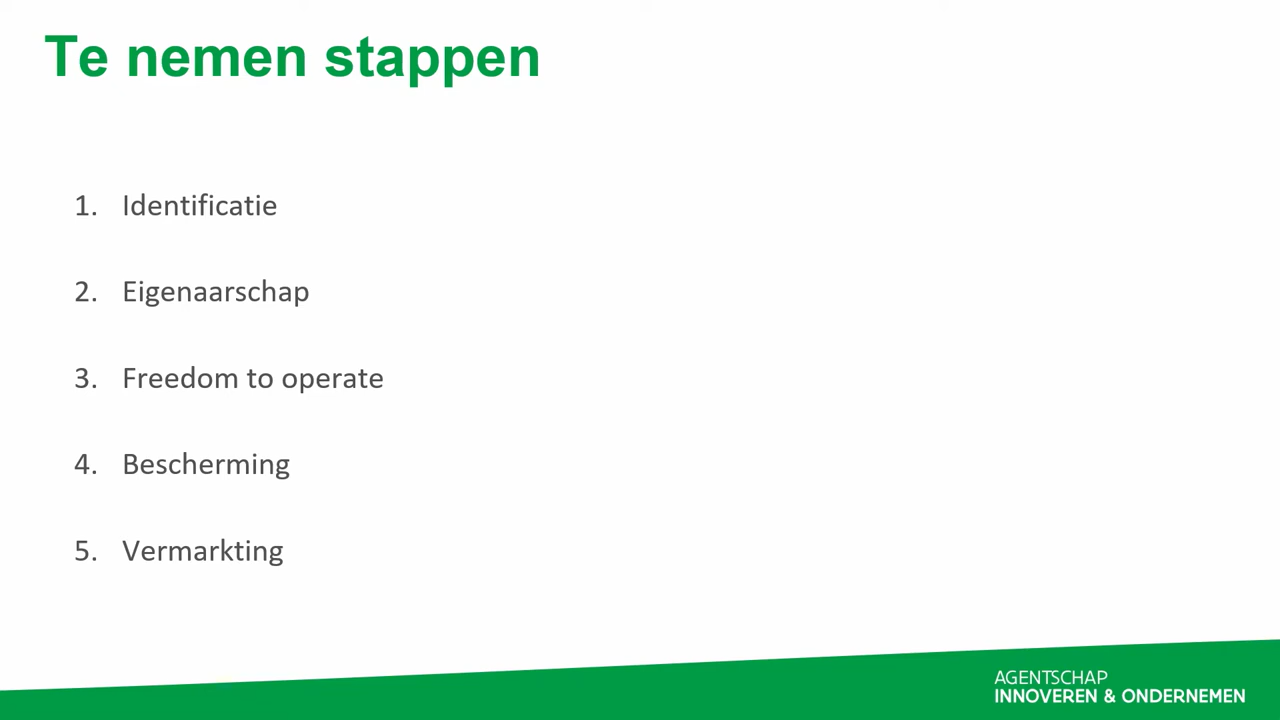 Te nemen stappen
1. Identificatie
2. Eigenaarschap
3. Freedom to operate
4. Bescherming
5. Vermarkting
AGENTSCHAP
INNOVEREN & ONDERNEMEN